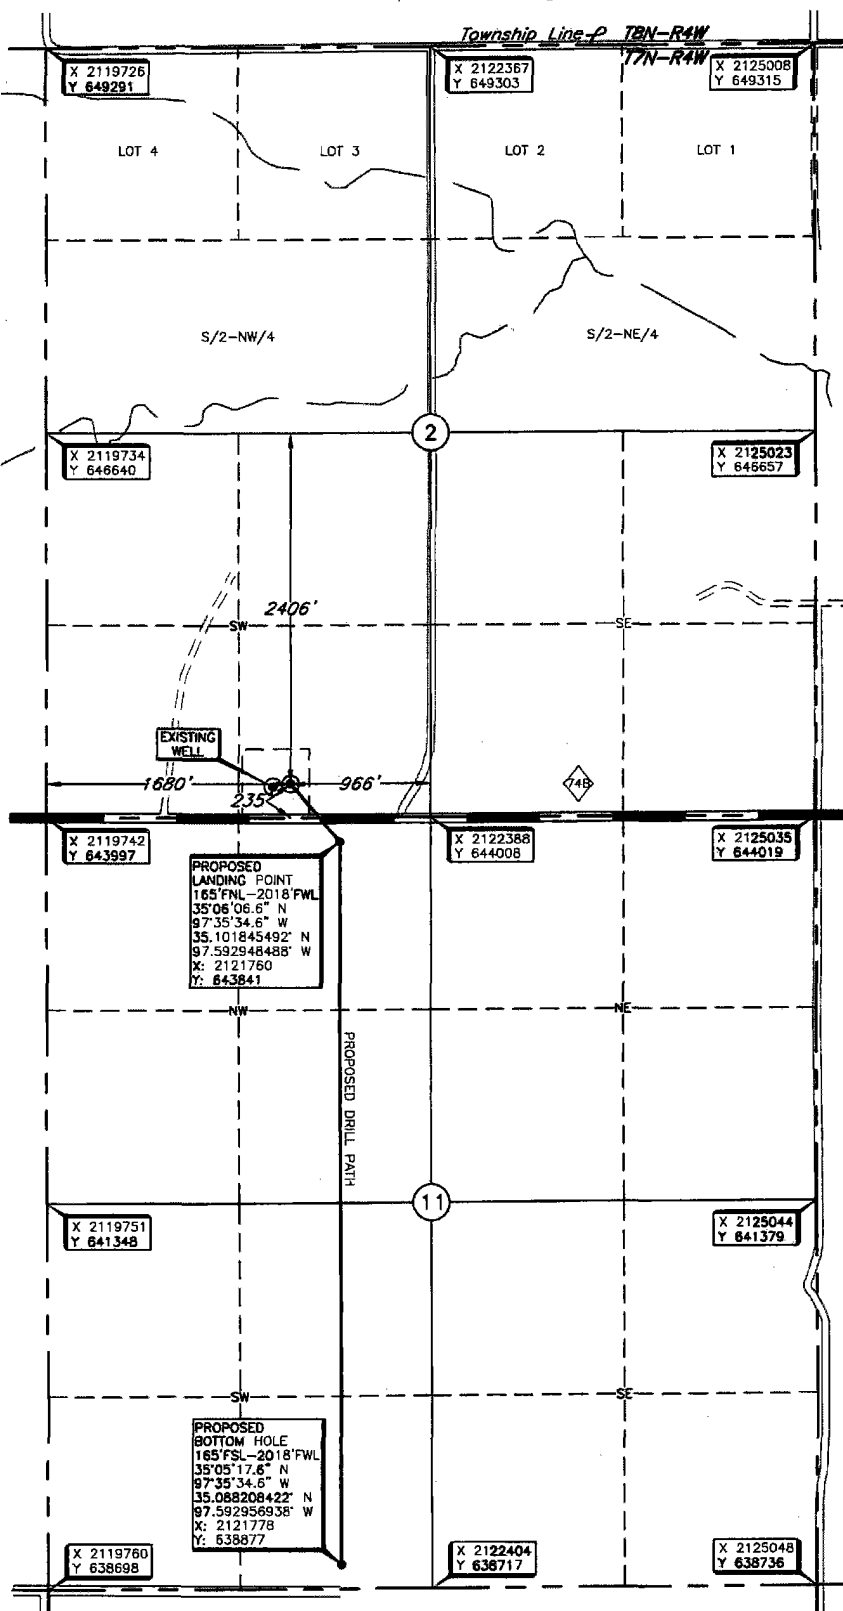 Township Line T8N-R4W
T7N-R4W
X 2119726
Y 649291
X 2122367
Y 649303
X 2125008
Y 649315
LOT 4
LOT 3
LOT 2
LOT 1
S/2-NW/4
S/2-NE/4
2
X 2119734
Y 646640
X 2125023
Y 646657
2406'
SW
SE
EXISTING
WELL
1680'
966'
235'
74B
X 2119742
Y 643997
X 2122388
Y 644008
X 2125035
Y 644019
PROPOSED
LANDING POINT
165'FNL-2018'FWL
35°06'06.6" N
97°35'34.6" W
35.101845492° N
97.592948488° W
X: 2121760
Y: 643841
NW
NE
PROPOSED DRILL PATH
11
X 2119751
Y 641348
X 2125044
Y 641379
SW
SE
PROPOSED
BOTTOM HOLE
165'FSL-2018'FWL
35°05'17.6" N
97°35'34.6" W
35.088208422° N
97.592956938° W
X: 2121778
Y: 638877
X 2119760
Y 638698
X 2122404
Y 638717
X 2125048
Y 638736